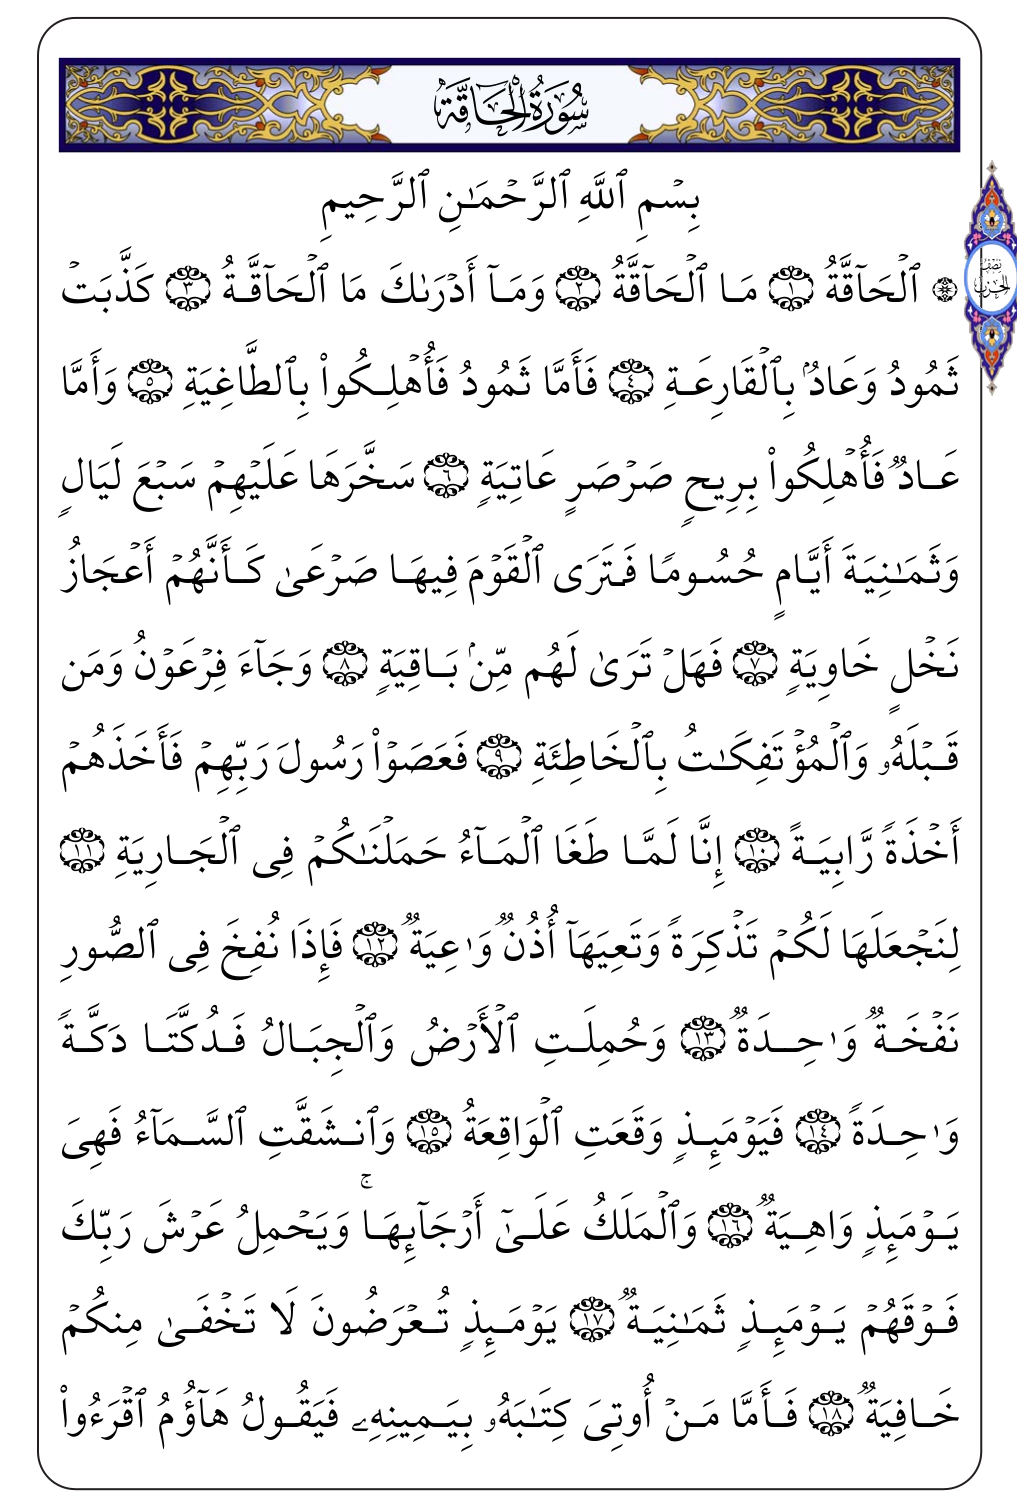 سُورَةُ الْحَاقَّةِ
بِسْمِ ٱللَّهِ ٱلرَّحْمَـٰنِ ٱلرَّحِيمِ
۞ ٱلْحَآقَّةُ ١ مَا ٱلْحَآقَّةُ ٢ وَمَآ أَدْرَىٰكَ مَا ٱلْحَآقَّةُ ٣ كَذَّبَتْ
نِصْفُ الْحِزْبِ
ثَمُودُ وَعَادٌۢ بِٱلْقَارِعَةِ ٤ فَأَمَّا ثَمُودُ فَأُهْلِكُوا۟ بِٱلطَّاغِيَةِ ٥ وَأَمَّا
عَادٌ فَأُهْلِكُوا۟ بِرِيحٍ صَرْصَرٍ عَاتِيَةٍ ٦ سَخَّرَهَا عَلَيْهِمْ سَبْعَ لَيَالٍ
وَثَمَـٰنِيَةَ أَيَّامٍ حُسُومًا فَتَرَى ٱلْقَوْمَ فِيهَا صَرْعَىٰ كَأَنَّهُمْ أَعْجَازُ
نَخْلٍ خَاوِيَةٍ ٧ فَهَلْ تَرَىٰ لَهُم مِّنۢ بَاقِيَةٍ ٨ وَجَآءَ فِرْعَوْنُ وَمَن
قَبْلَهُۥ وَٱلْمُؤْتَفِكَـٰتُ بِٱلْخَاطِئَةِ ٩ فَعَصَوْا۟ رَسُولَ رَبِّهِمْ فَأَخَذَهُمْ
أَخْذَةً رَّابِيَةً ١٠ إِنَّا لَمَّا طَغَا ٱلْمَآءُ حَمَلْنَـٰكُمْ فِى ٱلْجَارِيَةِ ١١
لِنَجْعَلَهَا لَكُمْ تَذْكِرَةً وَتَعِيَهَآ أُذُنٌ وَٰعِيَةٌ ١٢ فَإِذَا نُفِخَ فِى ٱلصُّورِ
نَفْخَةٌ وَٰحِدَةٌ ١٣ وَحُمِلَتِ ٱلْأَرْضُ وَٱلْجِبَالُ فَدُكَّتَا دَكَّةً
وَٰحِدَةً ١٤ فَيَوْمَئِذٍ وَقَعَتِ ٱلْوَاقِعَةُ ١٥ وَٱنشَقَّتِ ٱلسَّمَآءُ فَهِىَ
يَوْمَئِذٍ وَاهِيَةٌ ١٦ وَٱلْمَلَكُ عَلَىٰٓ أَرْجَآئِهَا ۚ وَيَحْمِلُ عَرْشَ رَبِّكَ
فَوْقَهُمْ يَوْمَئِذٍ ثَمَـٰنِيَةٌ ١٧ يَوْمَئِذٍ تُعْرَضُونَ لَا تَخْفَىٰ مِنكُمْ
خَافِيَةٌ ١٨ فَأَمَّا مَنْ أُوتِىَ كِتَـٰبَهُۥ بِيَمِينِهِۦ فَيَقُولُ هَآؤُمُ ٱقْرَءُوا۟